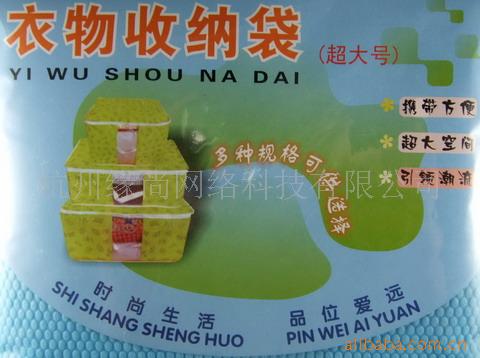 衣物收纳袋
(超大号)
YI WU SHOU NA DAI
携带方便
超大空间
引领潮流
多种规格可供选择
杭州缘尚网络科技有限公司
时尚生活
SHI SHANG SHENG HUO
品位爱远
PIN WEI AI YUAN
alibaba.com.cn